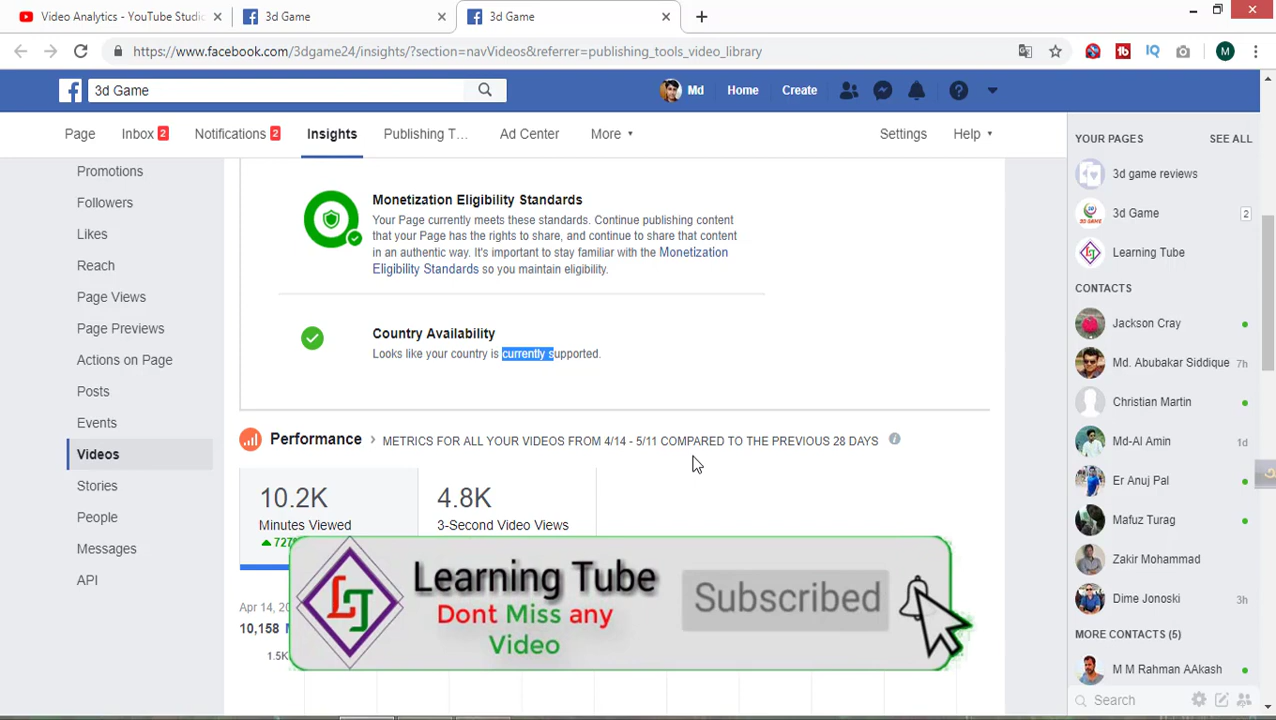 Video Analytics - YouTube Studi
3d Game
3d Game
https://www.facebook.com/3dgame24/insights/?section=navVideos&referrer=publishing_tools_video_library
M
3d Game
Md
Home
Create
Page
Inbox 2
Notifications 2
Insights
Publishing T…
Ad Center
More
Settings
Help
Promotions
Followers
Likes
Reach
Page Views
Page Previews
Actions on Page
Posts
Events
Videos
Stories
People
Messages
API
Monetization Eligibility Standards
Your Page currently meets these standards. Continue publishing content
that your Page has the rights to share, and continue to share that content
in an authentic way. It's important to stay familiar with the Monetization
Eligibility Standards so you maintain eligibility.
Country Availability
Looks like your country is currently supported.
Performance
METRICS FOR ALL YOUR VIDEOS FROM 4/14 - 5/11 COMPARED TO THE PREVIOUS 28 DAYS
10.2K
Minutes Viewed
4.8K
3-Second Video Views
Apr 14, 20
10,158
1.5K
Learning Tube
Dont Miss any
Video
Subscribed
YOUR PAGES
SEE ALL
3d game reviews
3d Game
2
Learning Tube
CONTACTS
Jackson Cray
Md. Abubakar Siddique 7h
Christian Martin
Md-Al Amin 1d
Er Anuj Pal
Mafuz Turag
Zakir Mohammad
Dime Jonoski 3h
MORE CONTACTS (5)
M M Rahman AAkash
Search